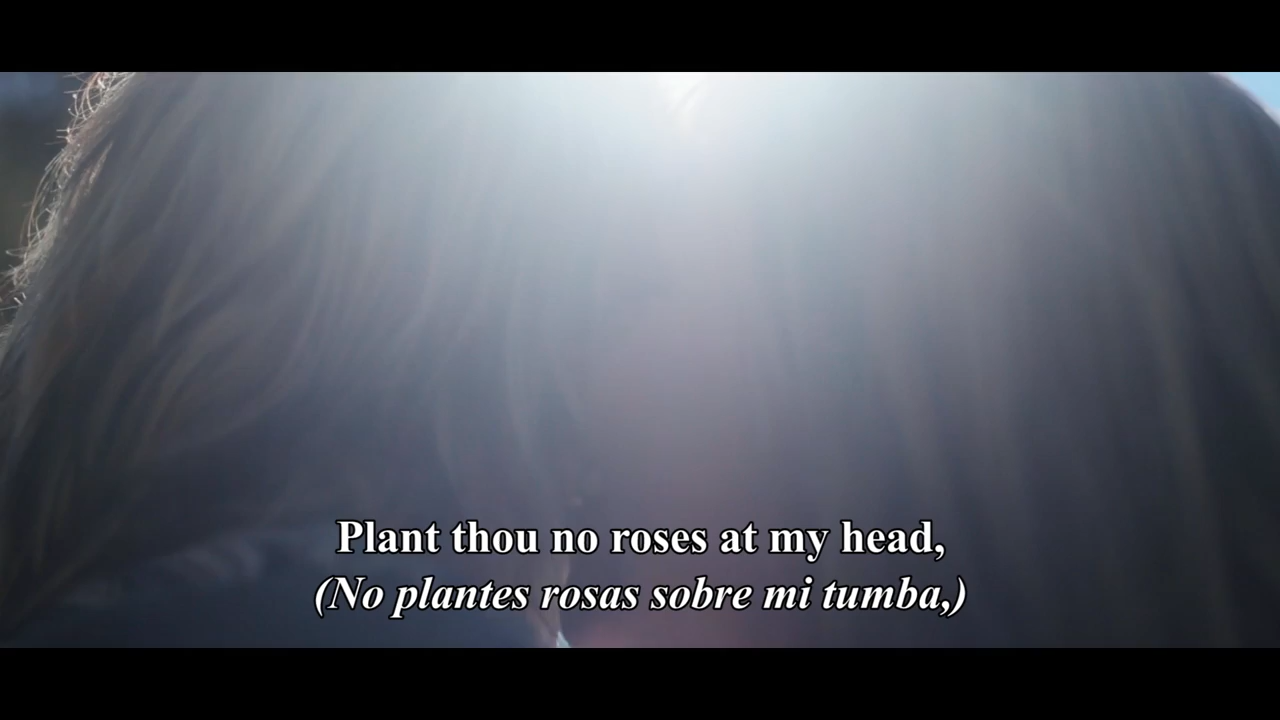 Plant thou no roses at my head,
(No plantes rosas sobre mi tumba,)